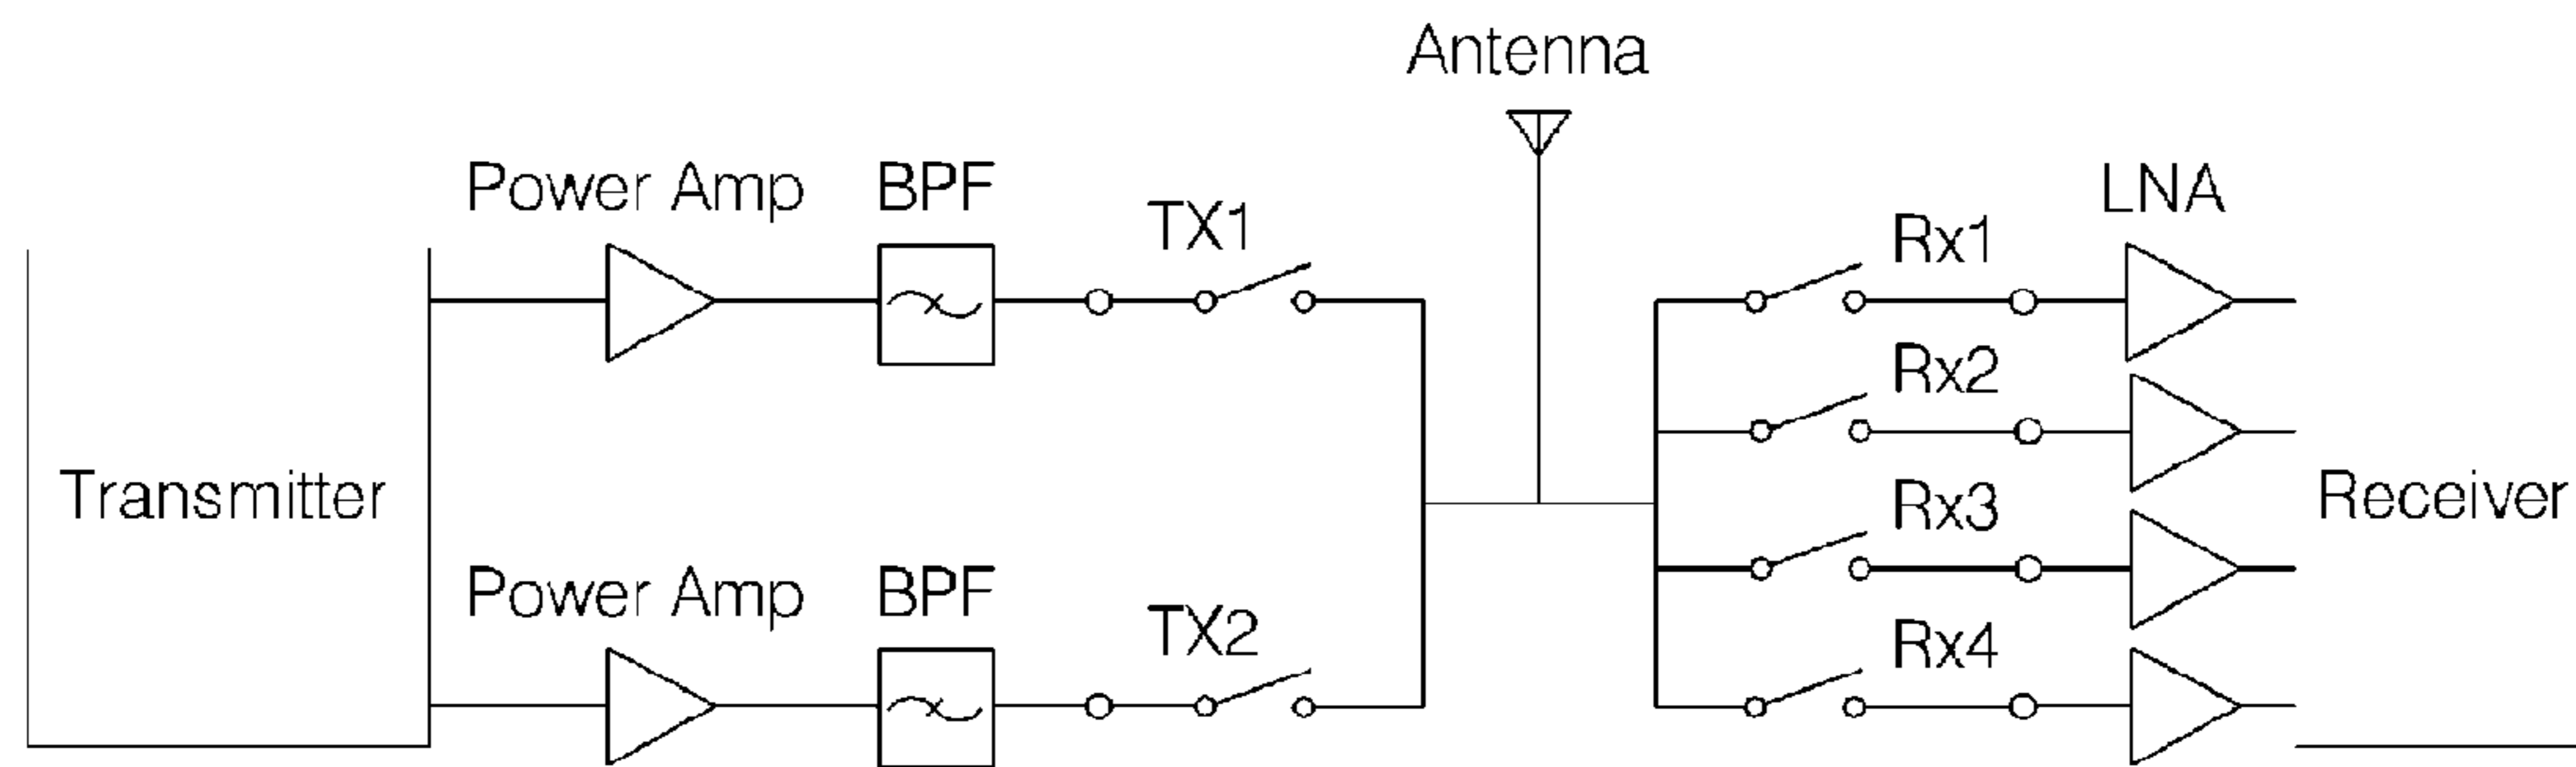 Antenna
Power Amp
BPF
TX1
Rx1
LNA
Rx2
Transmitter
Rx3
Receiver
Power Amp
BPF
TX2
Rx4